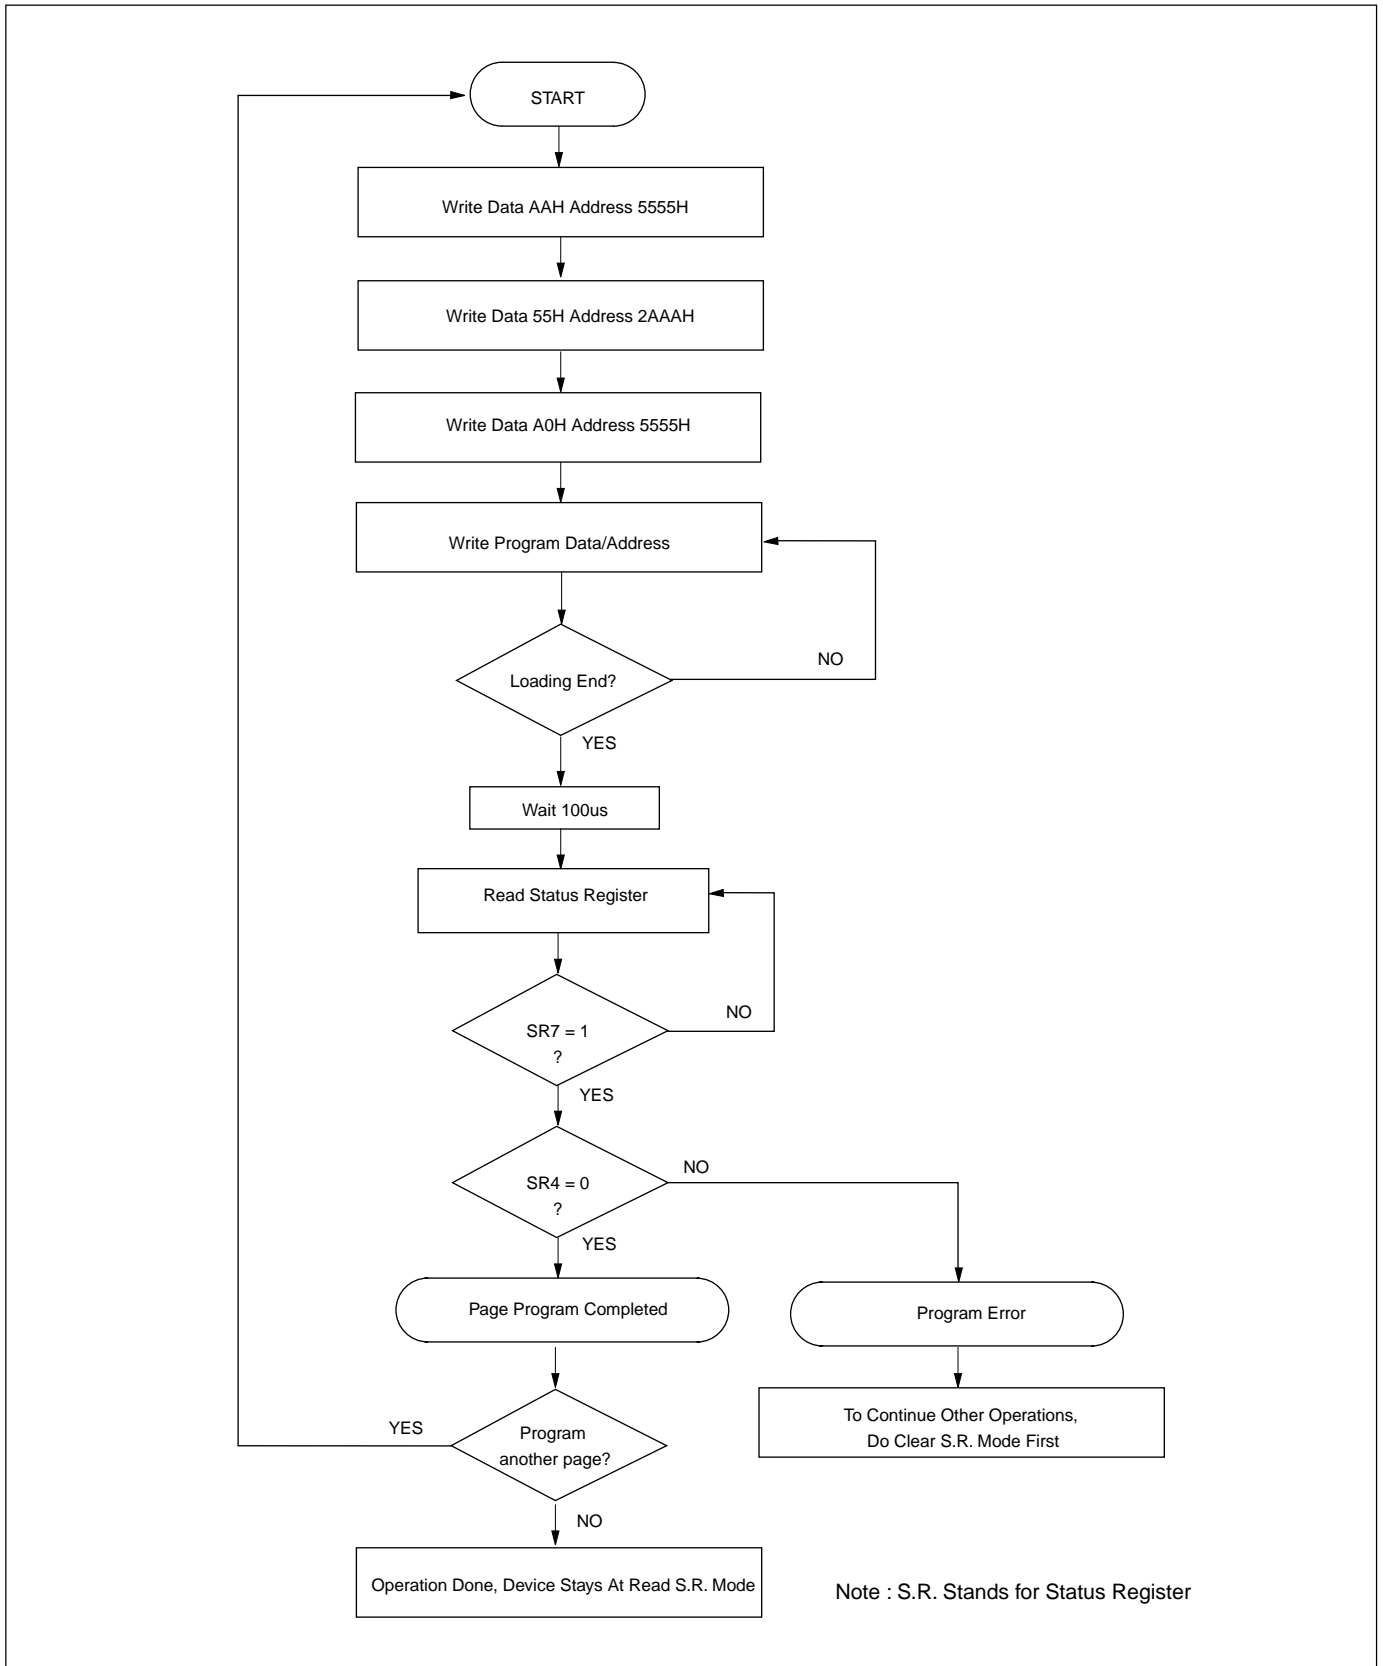 START
Write Data AAH Address 5555H
Write Data 55H Address 2AAAH
Write Data A0H Address 5555H
Write Program Data/Address
NO
Loading End?
YES
Wait 100us
Read Status Register
NO
SR7 = 1
?
YES
NO
SR4 = 0
?
YES
Page Program Completed
Program Error
To Continue Other Operations,
Do Clear S.R. Mode First
YES
Program
another page?
NO
Operation Done, Device Stays At Read S.R. Mode
Note : S.R. Stands for Status Register